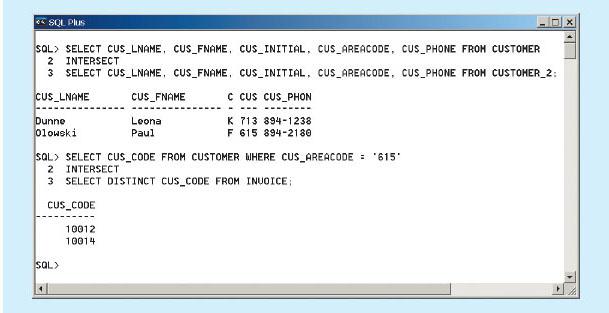 SQL Plus
SQL> SELECT CUS_LNAME, CUS_FNAME, CUS_INITIAL, CUS_AREACODE, CUS_PHONE FROM CUSTOMER
2 INTERSECT
3 SELECT CUS_LNAME, CUS_FNAME, CUS_INITIAL, CUS_AREACODE, CUS_PHONE FROM CUSTOMER_2;
CUS_LNAME CUS_FNAME C CUS CUS_PHON
--------------- --------------- - --- --------
Dunne Leona K 713 894-1238
Olowski Paul F 615 894-2180
SQL> SELECT CUS_CODE FROM CUSTOMER WHERE CUS_AREACODE = '615'
2 INTERSECT
3 SELECT DISTINCT CUS_CODE FROM INVOICE;
CUS_CODE
----------
10012
10014
SQL>